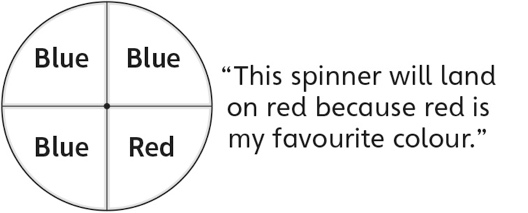 Blue Blue
Blue Red
“This spinner will land
on red because red is
my favourite colour.”